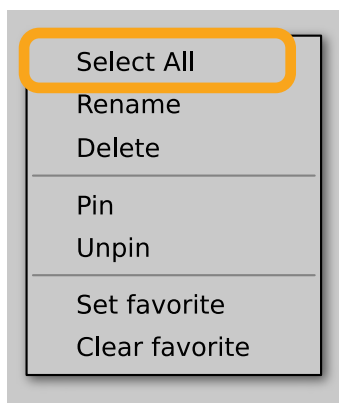 Select All
Rename
Delete
Pin
Unpin
Set favorite
Clear favorite